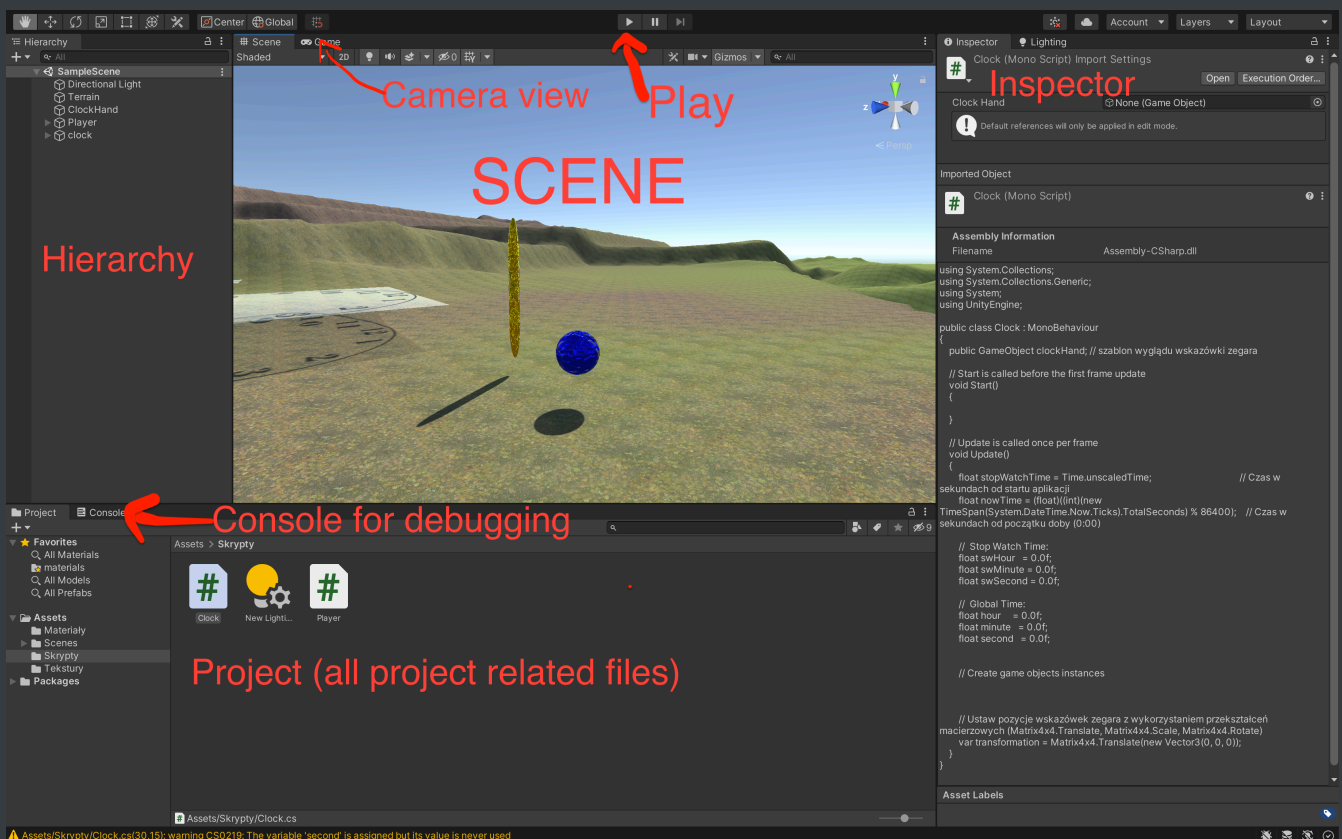 Center Global
Account Layers Layout
Hierarchy
All
SampleScene
Directional Light
Terrain
ClockHand
Player
clock
Hierarchy
Scene Game
Shaded 2D 0 Gizmos All
Camera view
Play
SCENE
y
z
Persp
Inspector Lighting
Clock (Mono Script) Import Settings
Open Execution Order...
Inspector
Clock Hand None (Game Object)
Default references will only be applied in edit mode.
Imported Object
Clock (Mono Script)
Assembly Information
Filename Assembly-CSharp.dll
using System.Collections;
using System.Collections.Generic;
using System;
using UnityEngine;
public class Clock : MonoBehaviour
{
public GameObject clockHand; // szablon wyglądu wskazówki zegara
// Start is called before the first frame update
void Start()
{
}
// Update is called once per frame
void Update()
{
float stopWatchTime = Time.unscaledTime; // Czas w
sekundach od startu aplikacji
float nowTime = (float)((int)(new
TimeSpan(System.DateTime.Now.Ticks).TotalSeconds) % 86400); // Czas w
sekundach od początku doby (0:00)
// Stop Watch Time:
float swHour = 0.0f;
float swMinute = 0.0f;
float swSecond = 0.0f;
// Global Time:
float hour = 0.0f;
float minute = 0.0f;
float second = 0.0f;
// Create game objects instances
// Ustaw pozycje wskazówek zegara z wykorzystaniem przekształceń
macierzowych (Matrix4x4.Translate, Matrix4x4.Scale, Matrix4x4.Rotate)
var transformation = Matrix4x4.Translate(new Vector3(0, 0, 0));
}
}
Asset Labels
Project Console
Console for debugging
9
Favorites
All Materials
materials
All Models
All Prefabs
Assets
Materiały
Scenes
Skrypty
Tekstury
Packages
Assets > Skrypty
Clock New Lighti... Player
Project (all project related files)
Assets/Skrypty/Clock.cs
Assets/Skrypty/Clock.cs(30,15): warning CS0219: The variable 'second' is assigned but its value is never used